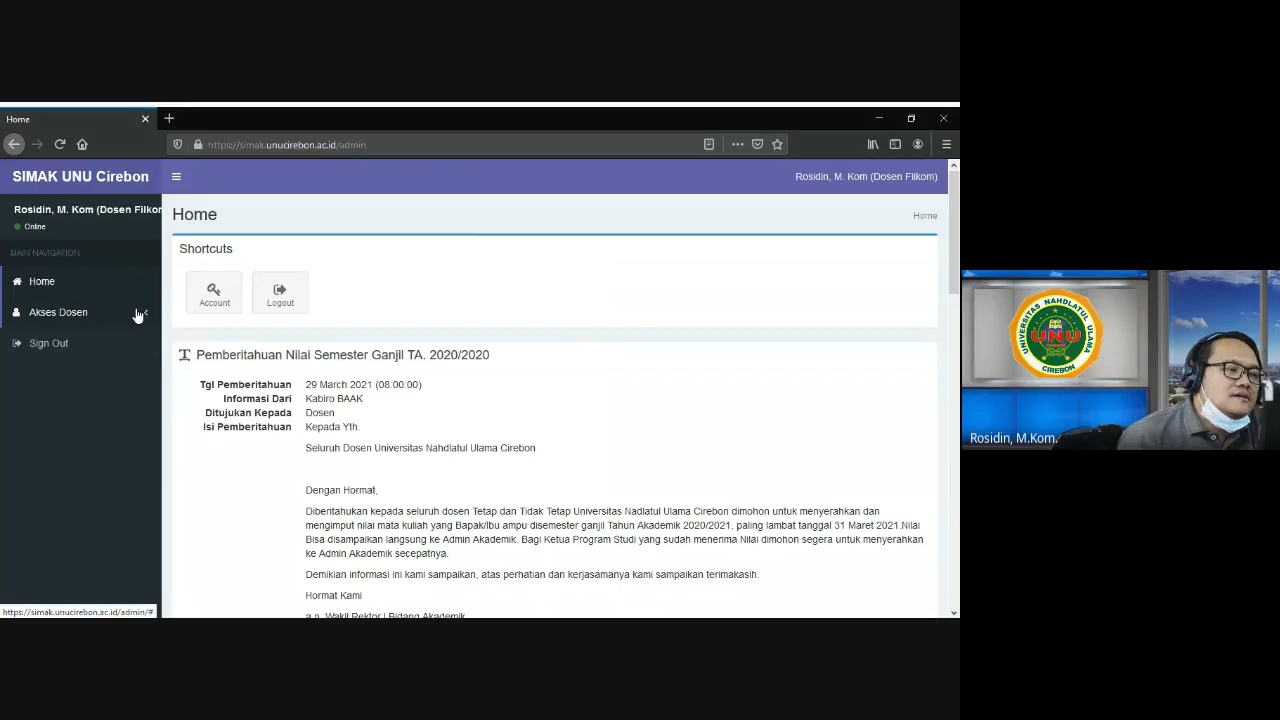 Home
https://simak.unucirebon.ac.id/admin
SIMAK UNU Cirebon
Rosidin, M. Kom (Dosen Filkom)
Rosidin, M. Kom (Dosen Filkom
Online
MAIN NAVIGATION
Home
Akses Dosen
Sign Out
Home
Home
Shortcuts
Account
Logout
Pemberitahuan Nilai Semester Ganjil TA. 2020/2020
Tgl Pemberitahuan 29 March 2021 (08:00:00)
Informasi Dari Kabiro BAAK
Ditujukan Kepada Dosen
Isi Pemberitahuan Kepada Yth.
Seluruh Dosen Universitas Nahdlatul Ulama Cirebon
Dengan Hormat,
Diberitahukan kepada seluruh dosen Tetap dan Tidak Tetap Universitas Nadlatul Ulama Cirebon dimohon untuk menyerahkan dan
mengimput nilai mata kuliah yang Bapak/Ibu ampu disemester ganjil Tahun Akademik 2020/2021, paling lambat tanggal 31 Maret 2021.Nilai
Bisa disampaikan langsung ke Admin Akademik. Bagi Ketua Program Studi yang sudah menerima Nilai dimohon segera untuk menyerahkan
ke Admin Akademik secepatnya.
Demikian informasi ini kami sampaikan, atas perhatian dan kerjasamanya kami sampaikan terimakasih.
Hormat Kami
a.n. Wakil Rektor I Bidang Akademik
https://simak.unucirebon.ac.id/admin/#
UNIVERSITAS NAHDLATUL ULAMA
UNU
CIREBON
Rosidin, M.Kom.